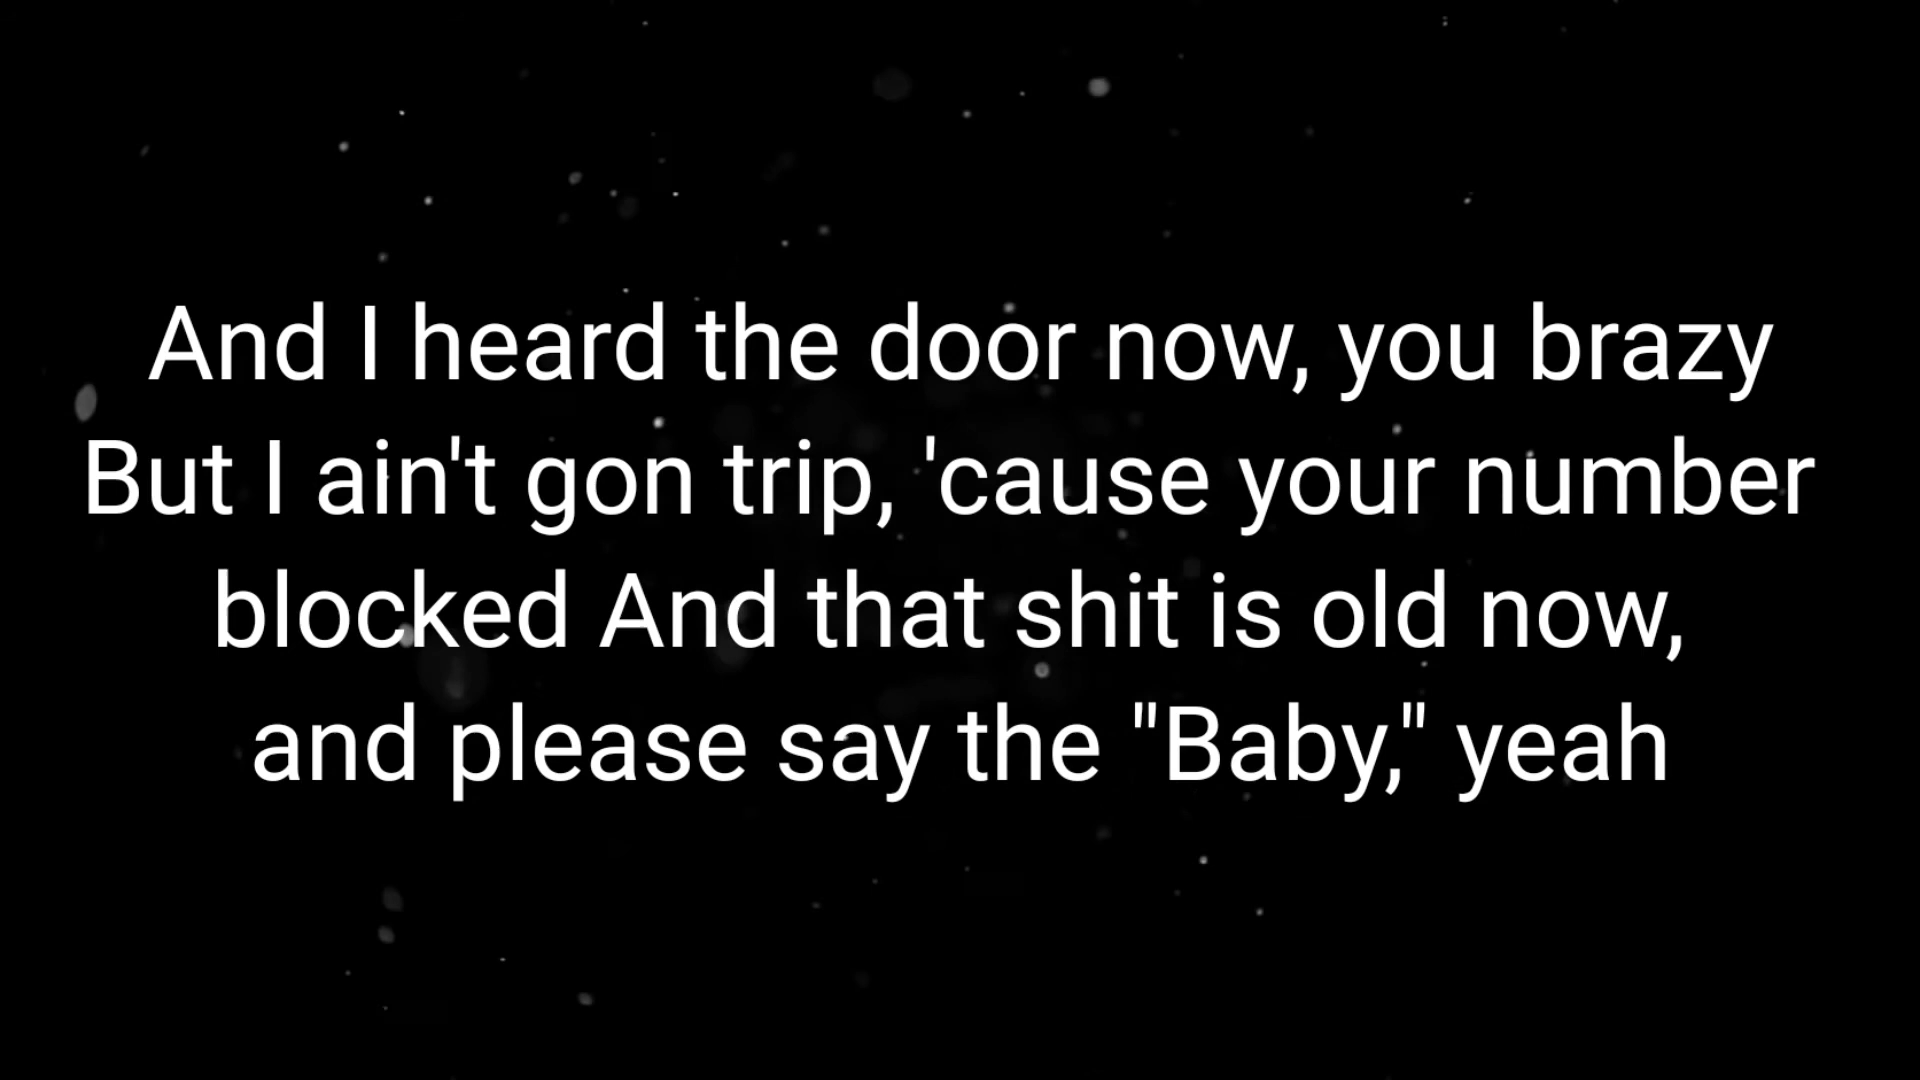 And I heard the door now, you brazy
But I ain't gon trip, 'cause your number
blocked And that shit is old now,
and please say the "Baby," yeah